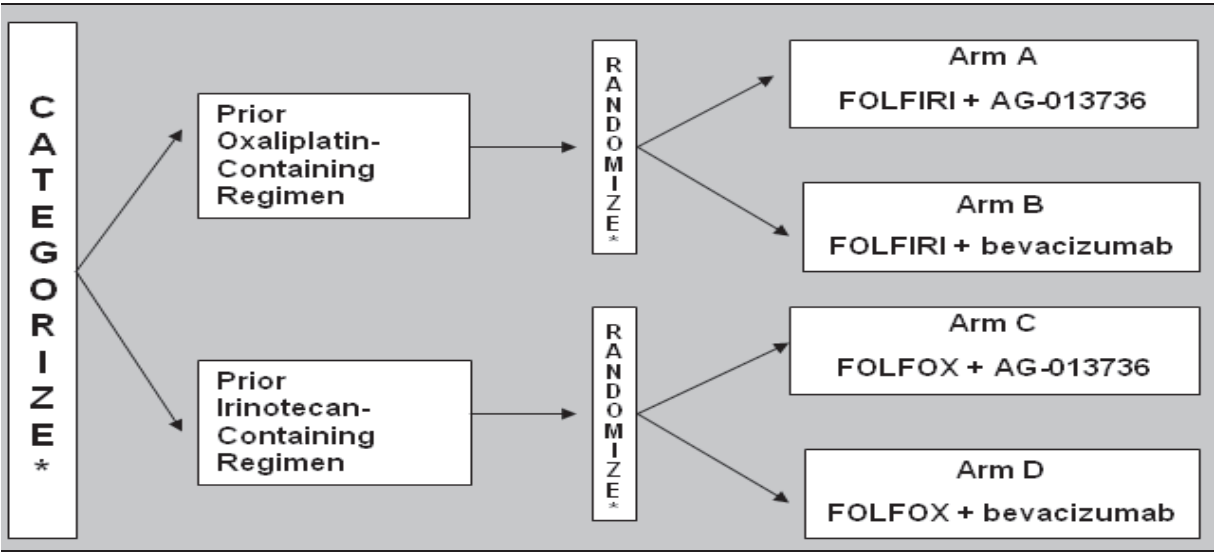 CATEGORIZE*
Prior
Oxaliplatin-
Containing
Regimen
RANDOMIZE*
Arm A
FOLFIRI + AG-013736
Arm B
FOLFIRI + bevacizumab
Prior
Irinotecan-
Containing
Regimen
RANDOMIZE*
Arm C
FOLFOX + AG-013736
Arm D
FOLFOX + bevacizumab